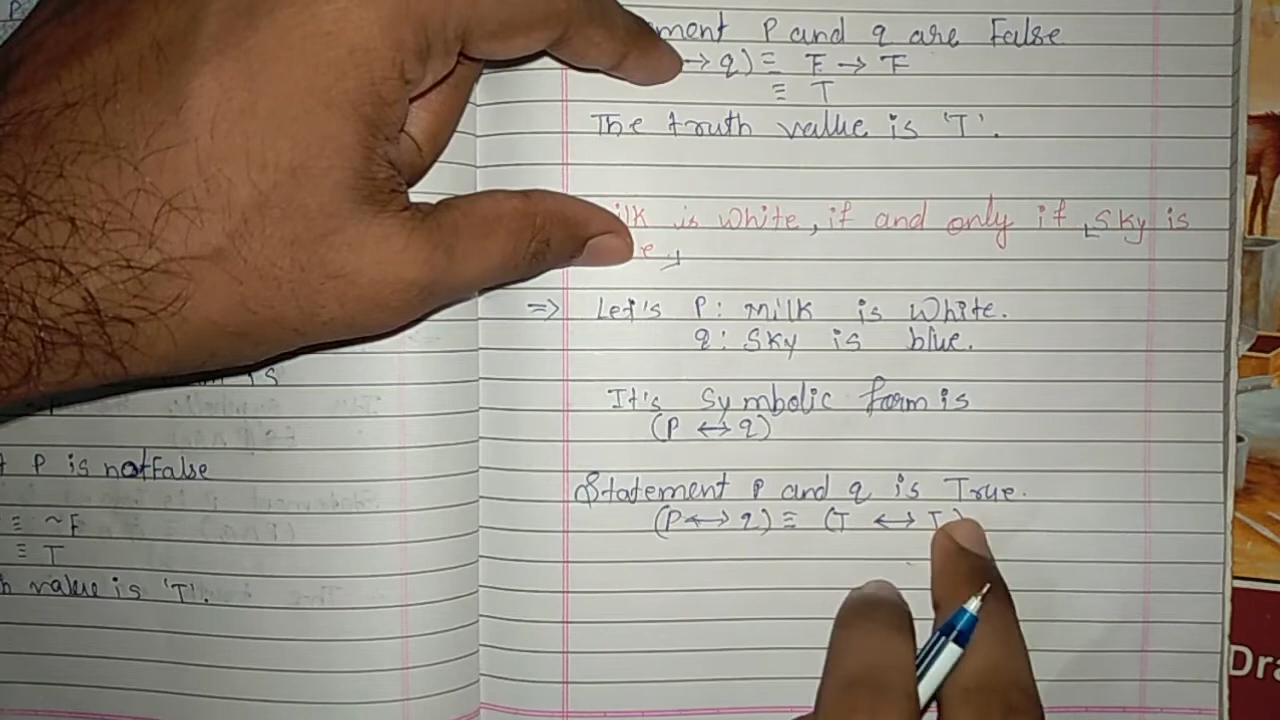 P
P is not False
≡ ~F
≡ T
value is 'T'.
P and q are False
→ q) ≡ F → F
≡ T
The truth value is 'T'.
is White, if and only if Sky is
=> Let's P: Milk is White.
q: Sky is blue.
It's Symbolic form is
(P ↔ q)
Statement P and q is True.
(P ↔ q) ≡ (T ↔ T)